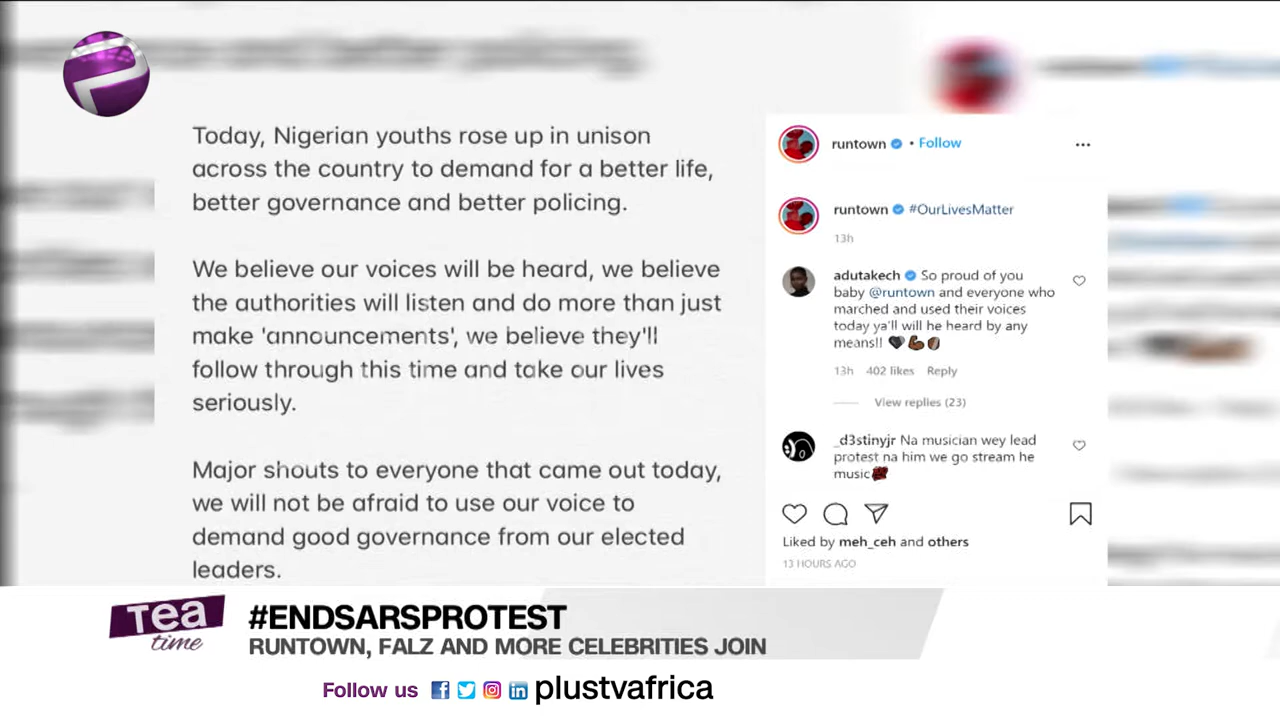 Today, Nigerian youths rose up in unison
across the country to demand for a better life,
better governance and better policing.
We believe our voices will be heard, we believe
the authorities will listen and do more than just
make 'announcements', we believe they'll
follow through this time and take our lives
seriously.
Major shouts to everyone that came out today,
we will not be afraid to use our voice to
demand good governance from our elected
leaders.
runtown • Follow
runtown #OurLivesMatter
13h
adutakech So proud of you
baby @runtown and everyone who
marched and used their voices
today ya'll will he heard by any
means!! 🖤💪🏿✊🏿
13h 402 likes Reply
View replies (23)
_d3stinyjr Na musician wey lead
protest na him we go stream he
music
Liked by meh_ceh and others
13 HOURS AGO
Tea
time
#ENDSARSPROTEST
RUNTOWN, FALZ AND MORE CELEBRITIES JOIN
Follow us plustvafrica